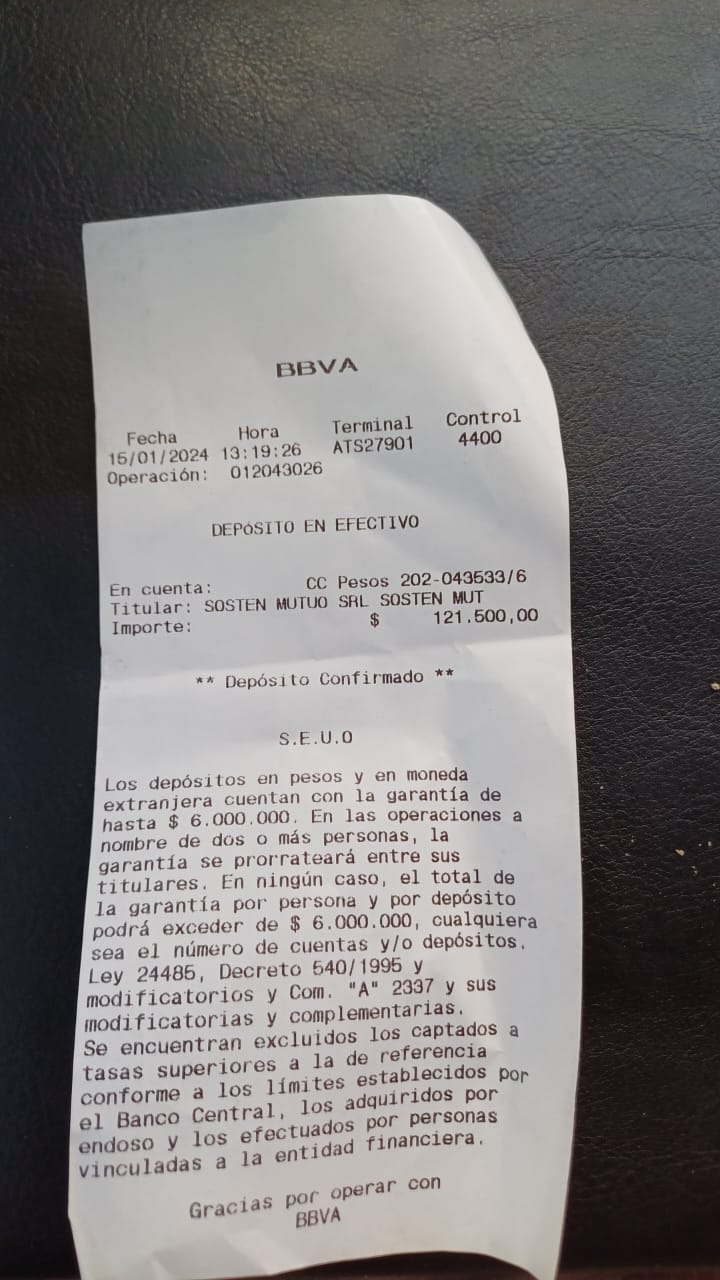 BBVA
Fecha Hora Terminal Control
15/01/2024 13:19:26 ATS27901 4400
Operación: 012043026
DEPÓSITO EN EFECTIVO
En cuenta: CC Pesos 202-043533/6
Titular: SOSTEN MUTUO SRL SOSTEN MUT
Importe: $ 121.500,00
** Depósito Confirmado **
S.E.U.O
Los depósitos en pesos y en moneda
extranjera cuentan con la garantía de
hasta $ 6.000.000. En las operaciones a
nombre de dos o más personas, la
garantía se prorrateará entre sus
titulares. En ningún caso, el total de
la garantía por persona y por depósito
podrá exceder de $ 6.000.000, cualquiera
sea el número de cuentas y/o depósitos.
Ley 24485, Decreto 540/1995 y
modificatorios y Com. "A" 2337 y sus
modificatorias y complementarias.
Se encuentran excluidos los captados a
tasas superiores a la de referencia
conforme a los límites establecidos por
el Banco Central, los adquiridos por
endoso y los efectuados por personas
vinculadas a la entidad financiera.
Gracias por operar con
BBVA